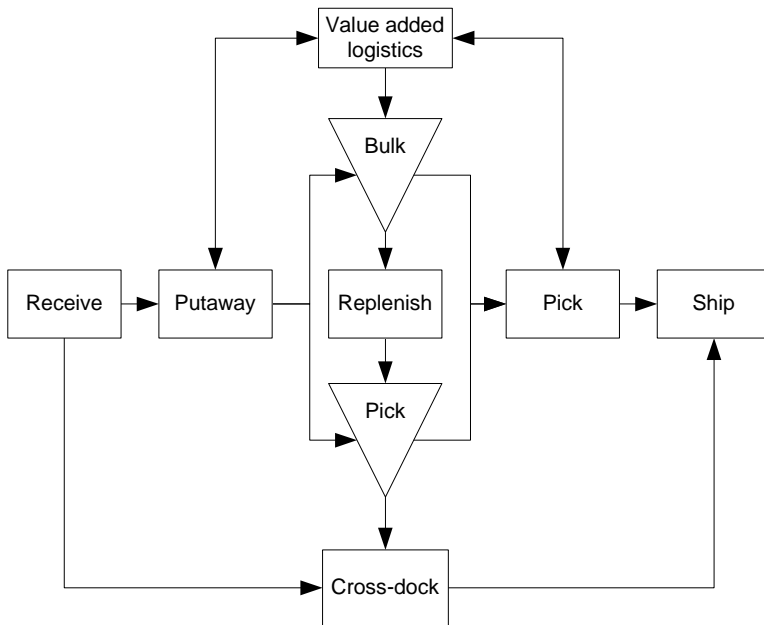 Value added
logistics
Bulk
Receive
Putaway
Replenish
Pick
Ship
Pick
Cross-dock